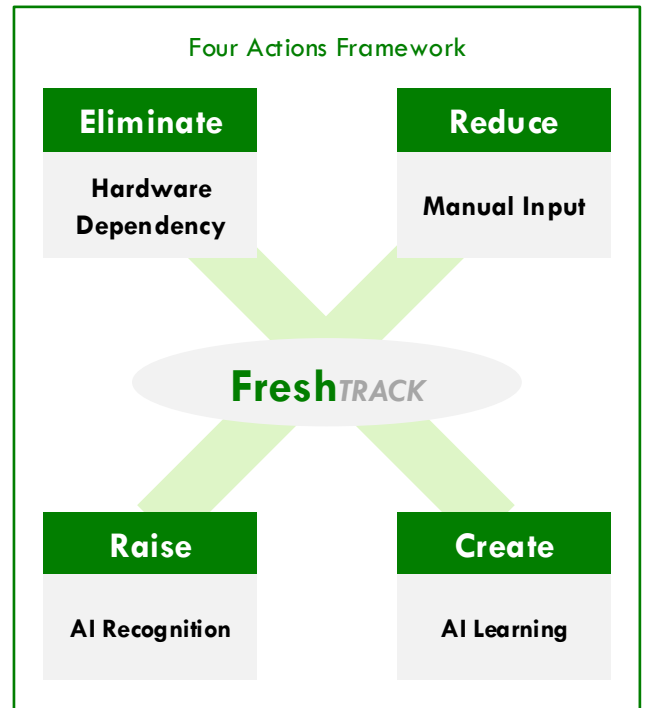 Four Actions Framework
Eliminate
Hardware
Dependency
Reduce
Manual Input
FreshTRACK
Raise
AI Recognition
Create
AI Learning